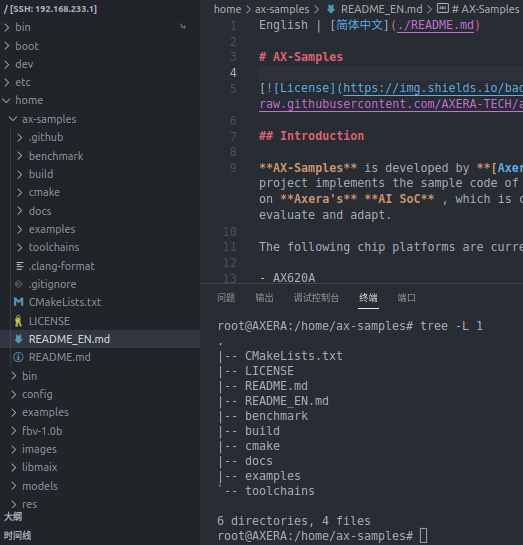 / [SSH: 192.168.233.1]
bin
boot
dev
etc
home
ax-samples
.github
benchmark
build
cmake
docs
examples
toolchains
.clang-format
.gitignore
CMakeLists.txt
LICENSE
README_EN.md
README.md
bin
config
examples
fbv-1.0b
images
libmaix
models
res
大纲
时间线
home > ax-samples > README_EN.md > # AX-Samples
1 English | [简体中文](./README.md)
2
3 # AX-Samples
4
5 [![License](https://img.shields.io/bad
raw.githubusercontent.com/AXERA-TECH/a
6
7 ## Introduction
8
9 **AX-Samples** is developed by **[Axer
project implements the sample code of
on **Axera's** **AI SoC** , which is c
evaluate and adapt.
10
11 The following chip platforms are curre
12
13 - AX620A
问题 输出 调试控制台 终端 端口
root@AXERA:/home/ax-samples# tree -L 1
.
|-- CMakeLists.txt
|-- LICENSE
|-- README.md
|-- README_EN.md
|-- benchmark
|-- build
|-- cmake
|-- docs
|-- examples
`-- toolchains
6 directories, 4 files
root@AXERA:/home/ax-samples#